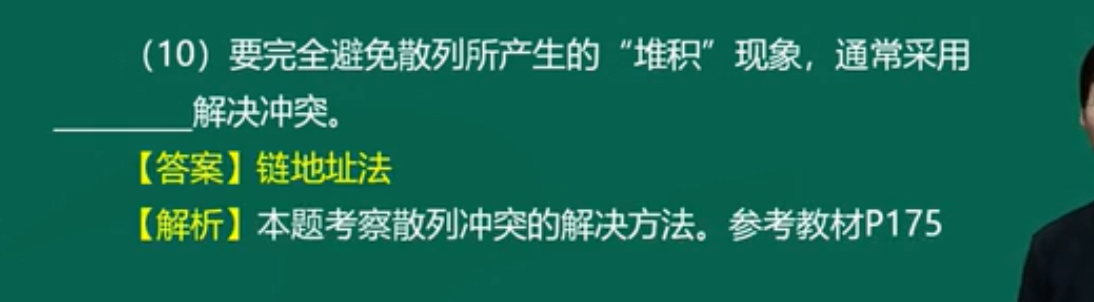 （10）要完全避免散列所产生的“堆积”现象，通常采用
________解决冲突。
【答案】链地址法
【解析】本题考察散列冲突的解决方法。参考教材P175